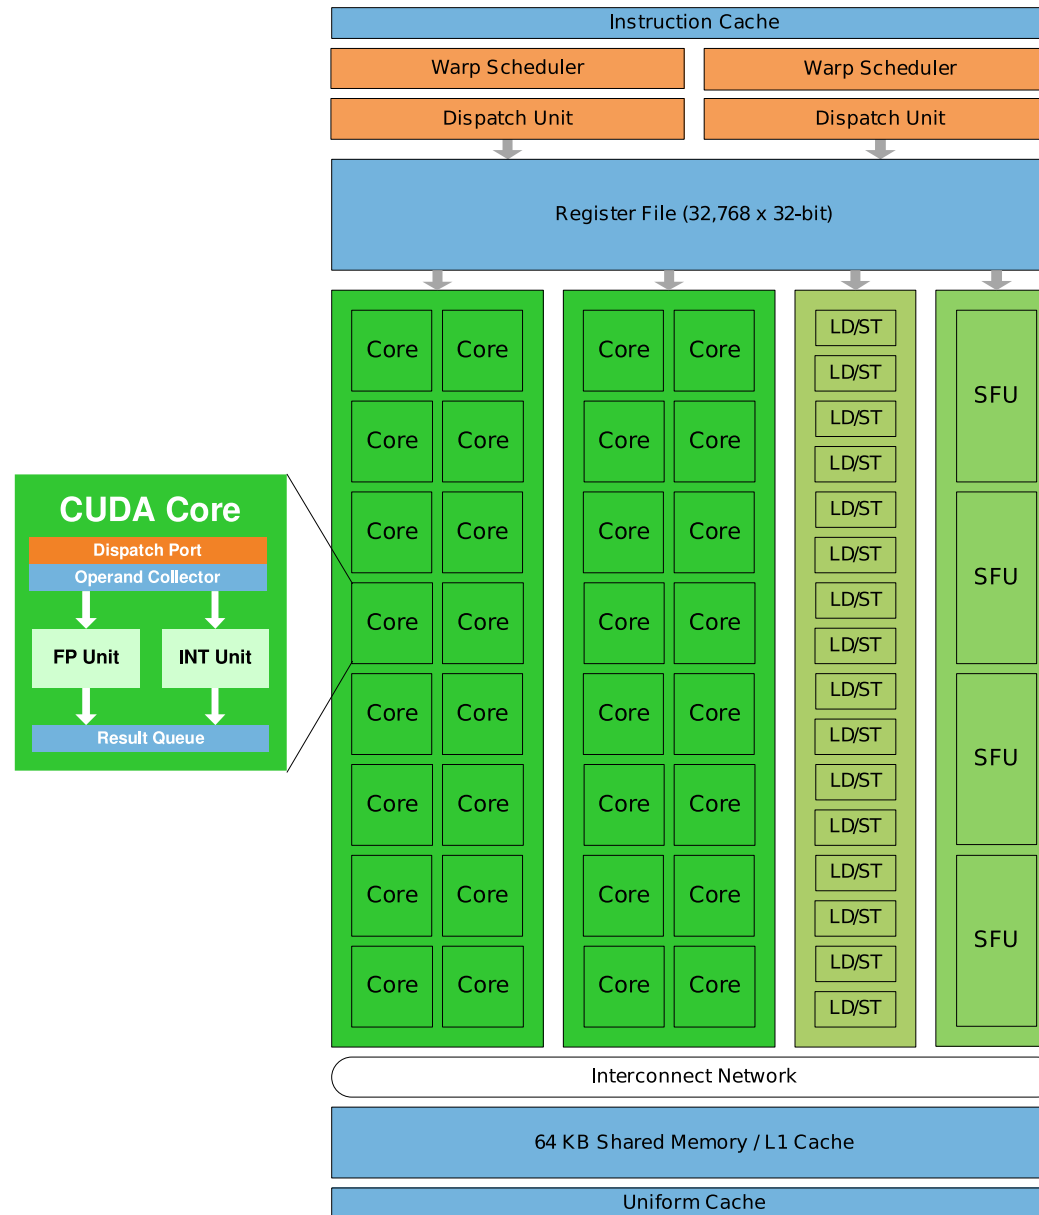 Instruction Cache
Warp Scheduler Warp Scheduler
Dispatch Unit Dispatch Unit
Register File (32,768 x 32-bit)
Core Core Core Core LD/ST SFU
LD/ST
Core Core Core Core LD/ST
LD/ST
CUDA Core
Dispatch Port
Operand Collector
FP Unit INT Unit
Result Queue
Core Core Core Core LD/ST SFU
LD/ST
Core Core Core Core LD/ST
LD/ST
Core Core Core Core LD/ST SFU
LD/ST
Core Core Core Core LD/ST
LD/ST
Core Core Core Core LD/ST SFU
LD/ST
Core Core Core Core LD/ST
LD/ST
Interconnect Network
64 KB Shared Memory / L1 Cache
Uniform Cache